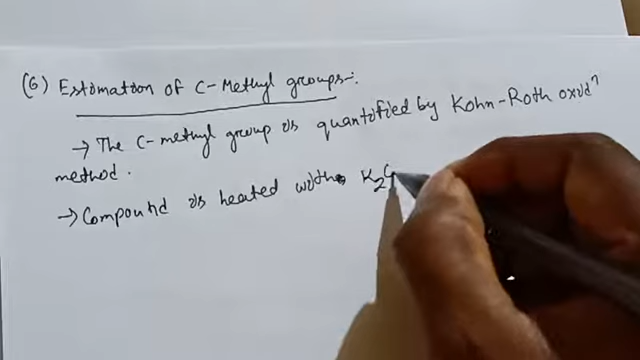 (6) Estimation of C-Methyl groups:-
→ The C-methyl group is quantified by Kohn-Roth oxidⁿ
method.
→ Compound is heated with K₂C